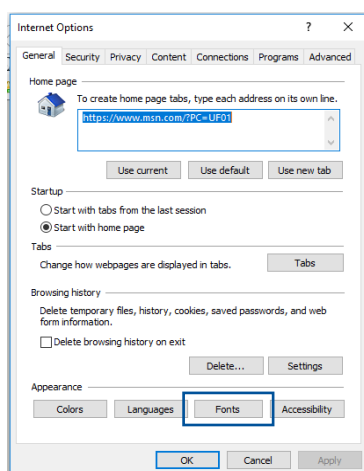 Internet Options ? X
General Security Privacy Content Connections Programs Advanced
Home page
To create home page tabs, type each address on its own line.
https://www.msn.com/?PC=UF01
Use current Use default Use new tab
Startup
Start with tabs from the last session
Start with home page
Tabs
Change how webpages are displayed in tabs. Tabs
Browsing history
Delete temporary files, history, cookies, saved passwords, and web
form information.
Delete browsing history on exit
Delete... Settings
Appearance
Colors Languages Fonts Accessibility
OK Cancel Apply